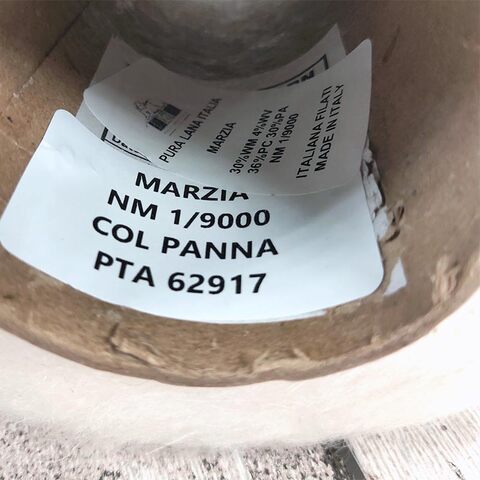 PURA LANA ITALIA
MARZIA
30%WM 4%WV
36%PC 30%PA
NM 1/9000
ITALIANA FILATI
MADE IN ITALY
MARZIA
NM 1/9000
COL PANNA
PTA 62917